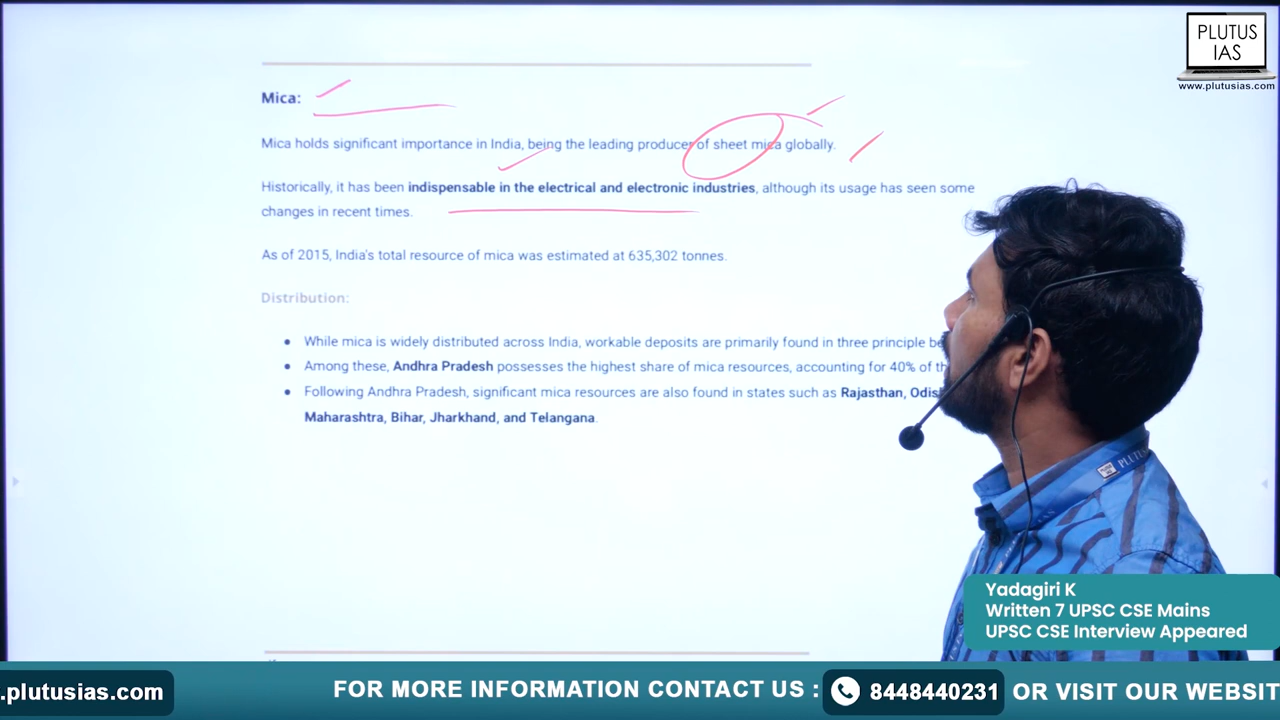 PLUTUS
IAS
www.plutusias.com
Mica:
Mica holds significant importance in India, being the leading producer of sheet mica globally.
Historically, it has been indispensable in the electrical and electronic industries, although its usage has seen some
changes in recent times.
As of 2015, India's total resource of mica was estimated at 635,302 tonnes.
Distribution:
While mica is widely distributed across India, workable deposits are primarily found in three principle
Among these, Andhra Pradesh possesses the highest share of mica resources, accounting for 40% of
Following Andhra Pradesh, significant mica resources are also found in states such as Rajasthan,
Maharashtra, Bihar, Jharkhand, and Telangana.
PLUTUS
Yadagiri K
Written 7 UPSC CSE Mains
UPSC CSE Interview Appeared
.plutusias.com
FOR MORE INFORMATION CONTACT US : 8448440231 OR VISIT OUR WEBSIT